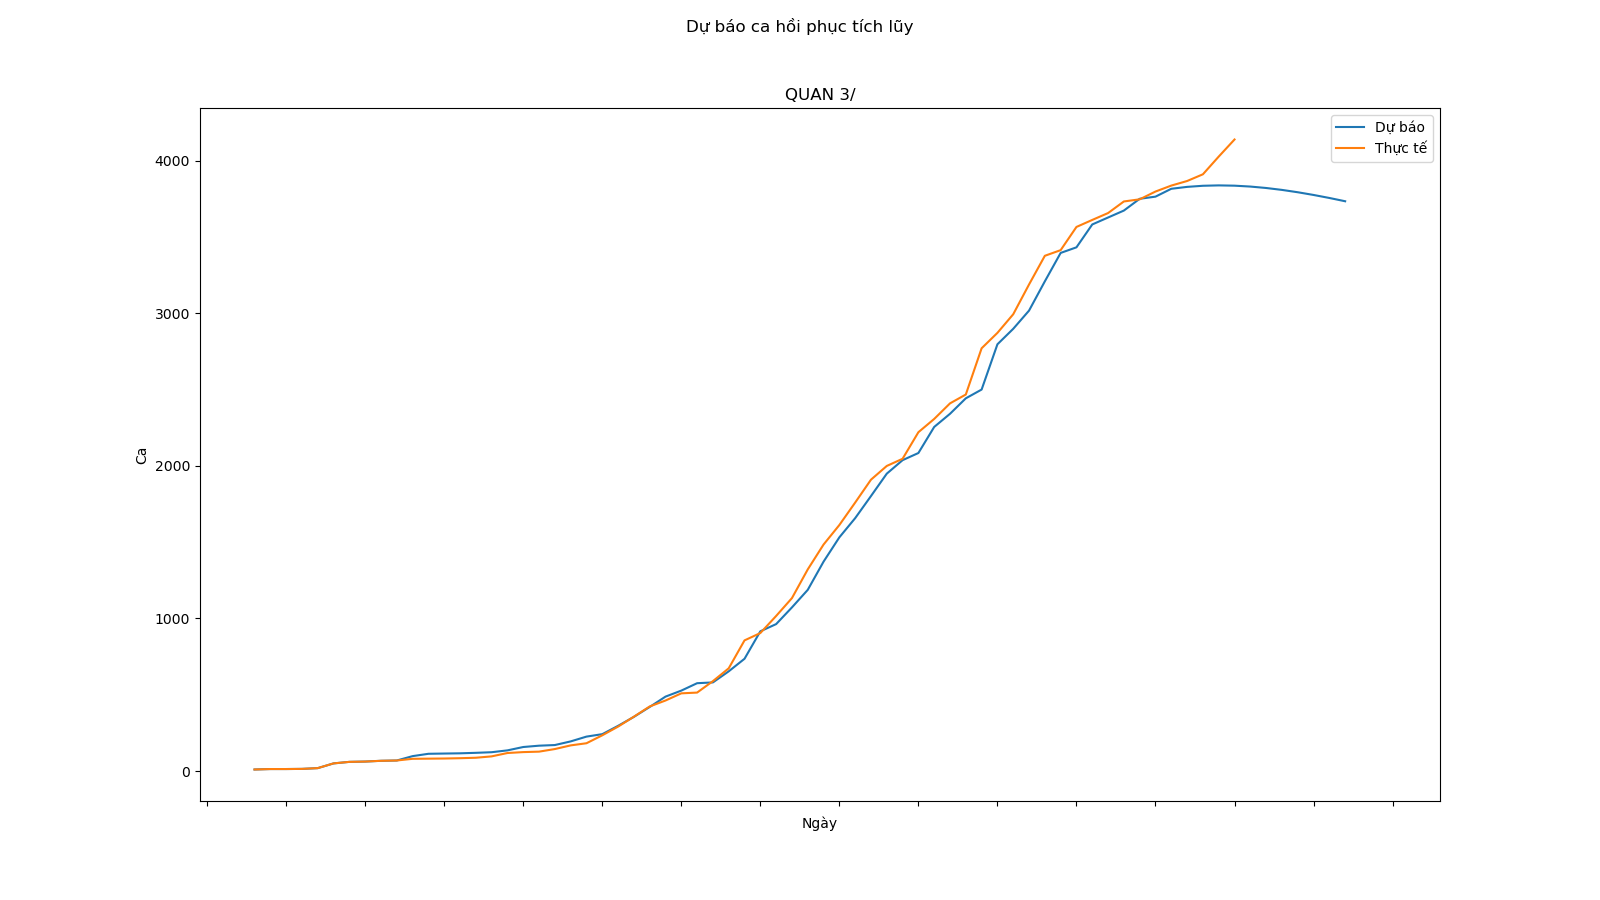 Dự báo ca hồi phục tích lũy
QUAN 3/
Dự báo
Thực tế
4000
3000
2000
1000
0
Ca
Ngày